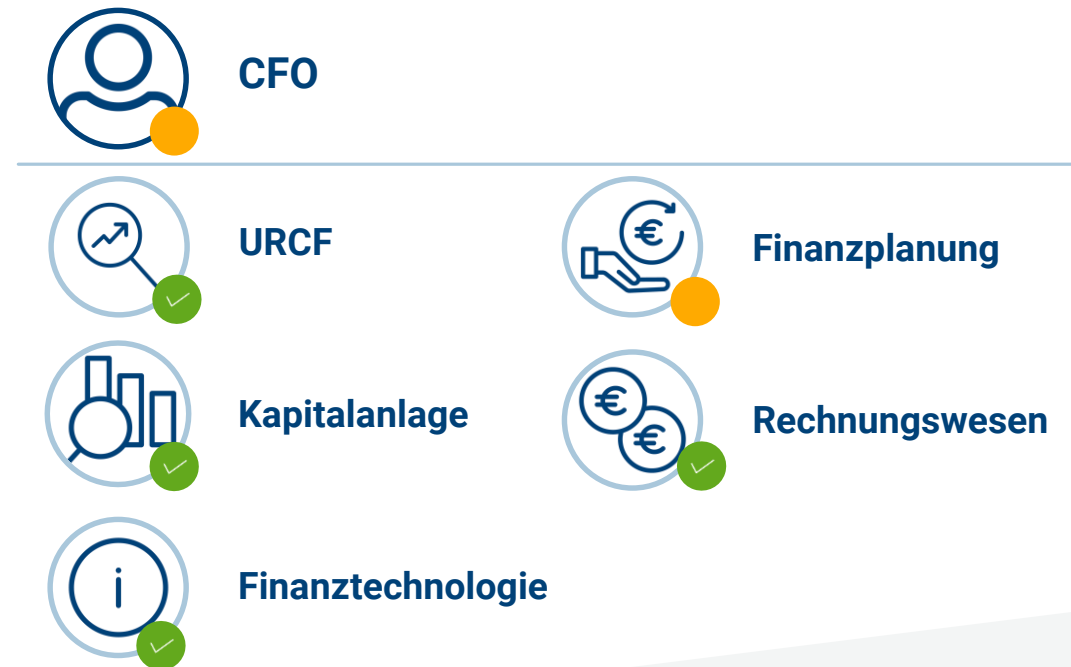 CFO
URCF
Finanzplanung
€
Kapitalanlage
Rechnungswesen
€
€
Finanztechnologie
i